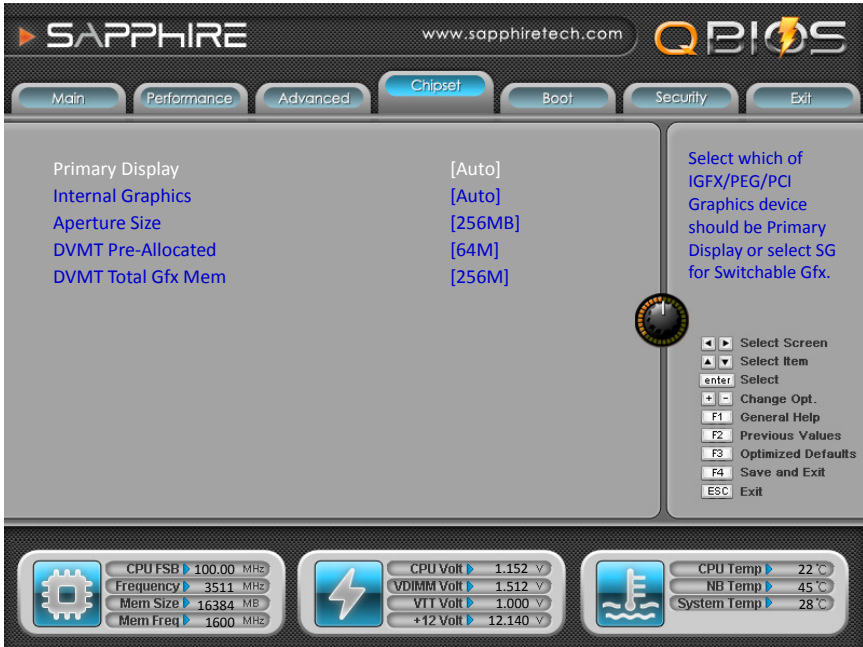 SAPPHIRE
www.sapphiretech.com
QBIOS
Main Performance Advanced Chipset Boot Security Exit
Primary Display [Auto]
Internal Graphics [Auto]
Aperture Size [256MB]
DVMT Pre-Allocated [64M]
DVMT Total Gfx Mem [256M]
Select which of
IGFX/PEG/PCI
Graphics device
should be Primary
Display or select SG
for Switchable Gfx.
Select Screen
Select Item
enter Select
+ - Change Opt.
F1 General Help
F2 Previous Values
F3 Optimized Defaults
F4 Save and Exit
ESC Exit
CPU FSB 100.00 MHz
Frequency 3511 MHz
Mem Size 16384 MB
Mem Freq 1600 MHz
CPU Volt 1.152 V
VDIMM Volt 1.512 V
VTT Volt 1.000 V
+12 Volt 12.140 V
CPU Temp 22 °C
NB Temp 45 °C
System Temp 28 °C